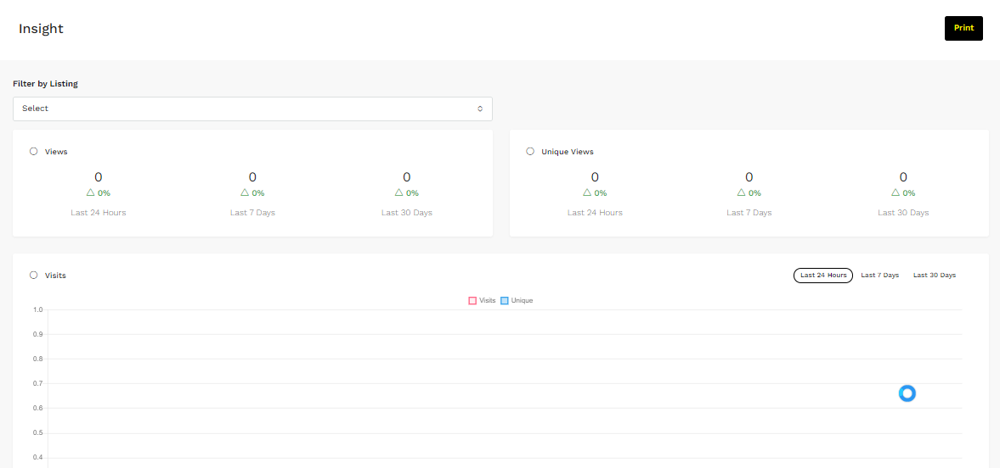 Insight
Print
Filter by Listing
Select
Views
0 0 0
0% 0% 0%
Last 24 Hours Last 7 Days Last 30 Days
Unique Views
0 0 0
0% 0% 0%
Last 24 Hours Last 7 Days Last 30 Days
Visits
Last 24 Hours Last 7 Days Last 30 Days
Visits Unique
1.0
0.9
0.8
0.7
0.6
0.5
0.4